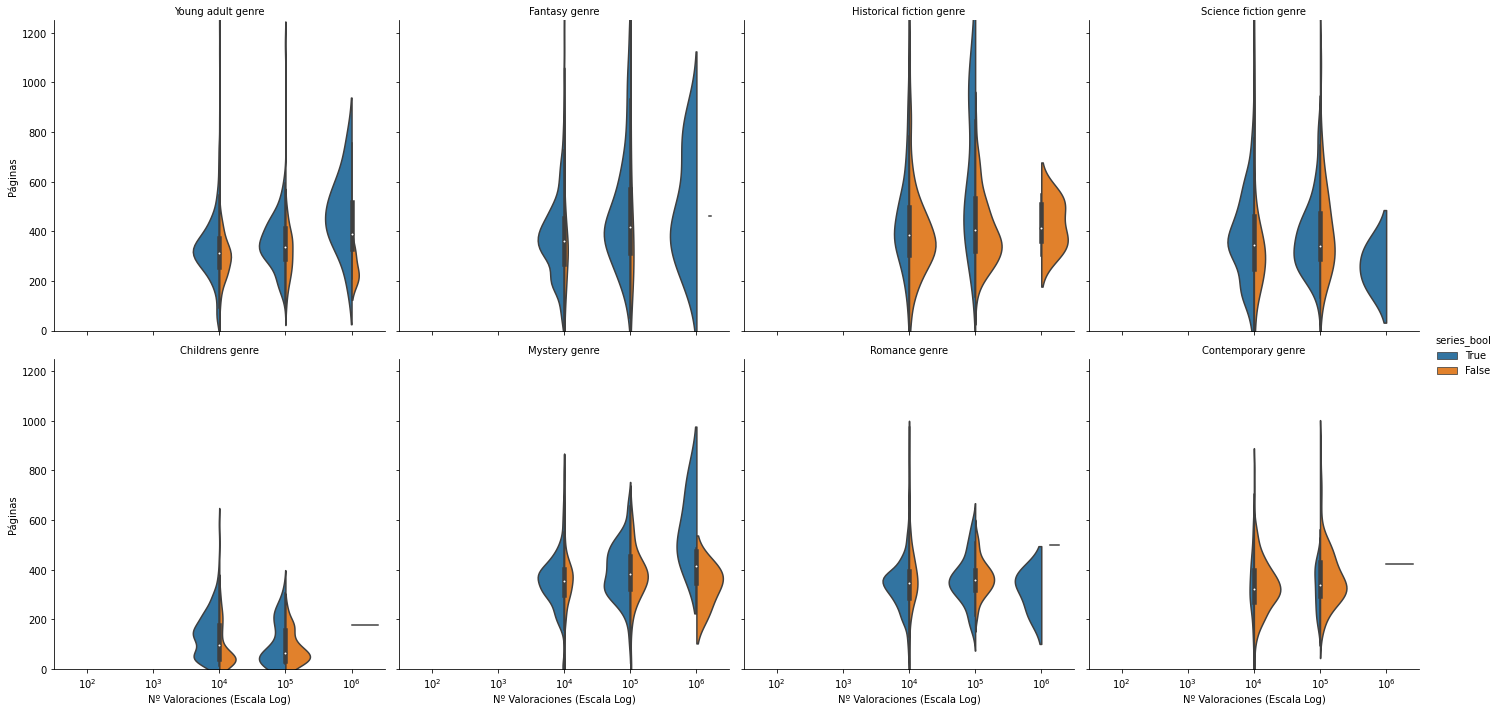 Young adult genre
Fantasy genre
Historical fiction genre
Science fiction genre
1200
1000
800
600
400
200
0
Páginas
series_bool
True
False
Childrens genre
Mystery genre
Romance genre
Contemporary genre
1200
1000
800
600
400
200
0
Páginas
10² 10³ 10⁴ 10⁵ 10⁶
10² 10³ 10⁴ 10⁵ 10⁶
10² 10³ 10⁴ 10⁵ 10⁶
10² 10³ 10⁴ 10⁵ 10⁶
Nº Valoraciones (Escala Log)
Nº Valoraciones (Escala Log)
Nº Valoraciones (Escala Log)
Nº Valoraciones (Escala Log)